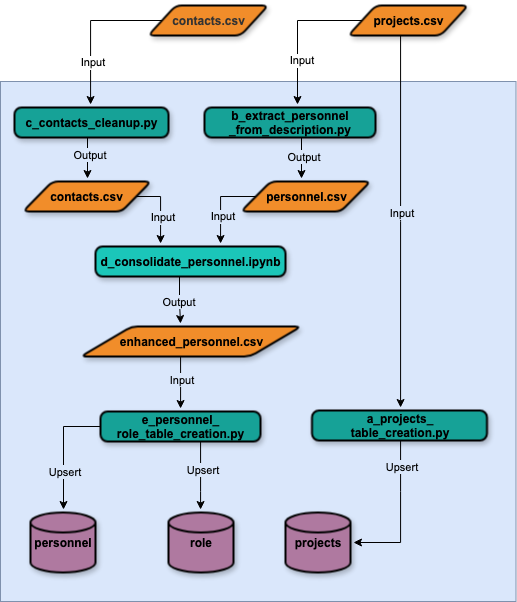 contacts.csv
projects.csv
Input
Input
c_contacts_cleanup.py
b_extract_personnel
_from_description.py
Output
Output
contacts.csv
personnel.csv
Input
Input
Input
d_consolidate_personnel.ipynb
Output
enhanced_personnel.csv
Input
e_personnel_
role_table_creation.py
a_projects_
table_creation.py
Upsert
Upsert
Upsert
personnel
role
projects